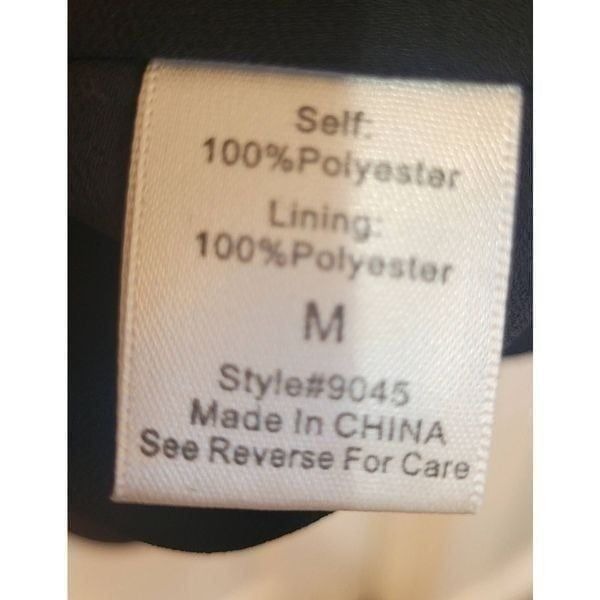 Self:
100%Polyester
Lining:
100%Polyester
M
Style#9045
Made In CHINA
See Reverse For Care